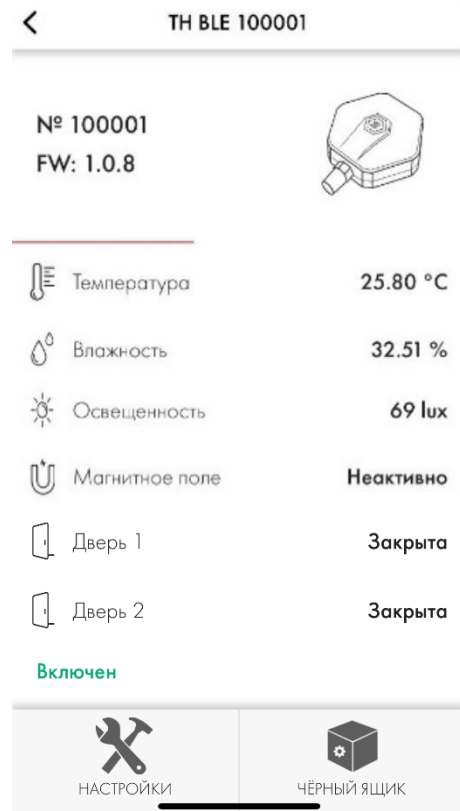 TH BLE 100001
№ 100001
FW: 1.0.8
Температура 25.80 °C
Влажность 32.51 %
Освещенность 69 lux
Магнитное поле Неактивно
Дверь 1 Закрыта
Дверь 2 Закрыта
Включен
НАСТРОЙКИ ЧЁРНЫЙ ЯЩИК